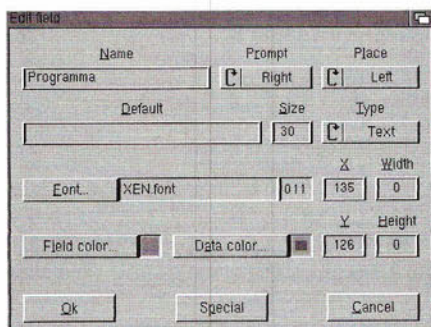 Edit field
Name Prompt Place
Programma Right Left
Default Size Type
30 Text
X Width
Font... XEN.font 011 135 0
Y Height
Field color... Data color... 126 0
Ok Special Cancel